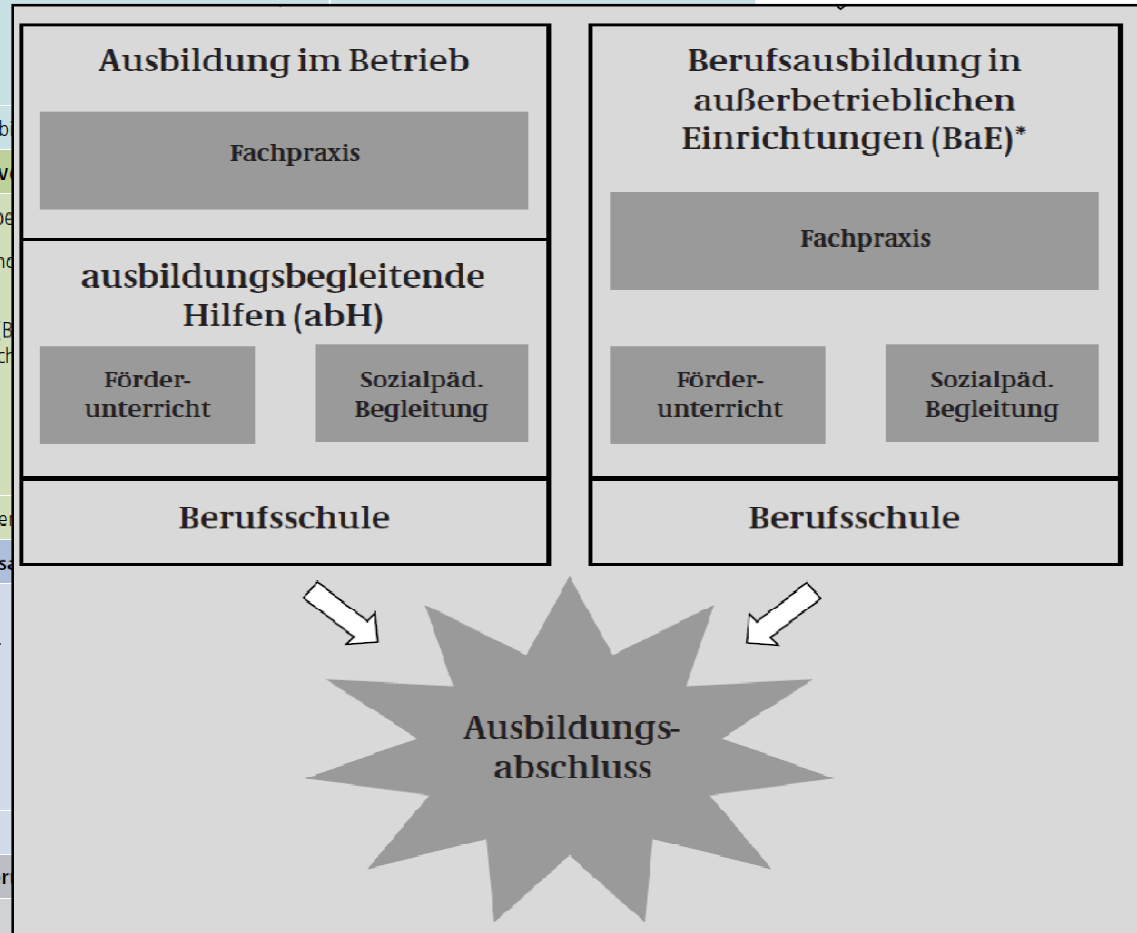 Ausbildung im Betrieb
Fachpraxis
ausbildungsbegleitende
Hilfen (abH)
Förder-
unterricht
Sozialpäd.
Begleitung
Berufsschule
Berufsausbildung in
außerbetrieblichen
Einrichtungen (BaE)*
Fachpraxis
Förder-
unterricht
Sozialpäd.
Begleitung
Berufsschule
Ausbildungs-
abschluss